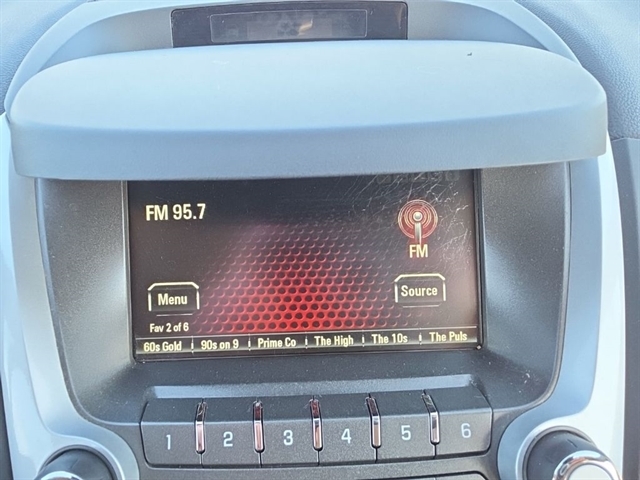 FM 95.7
FM
Menu
Source
Fav 2 of 6
60s Gold 90s on 9 Prime Co The High The 10s The Puls
1 2 3 4 5 6